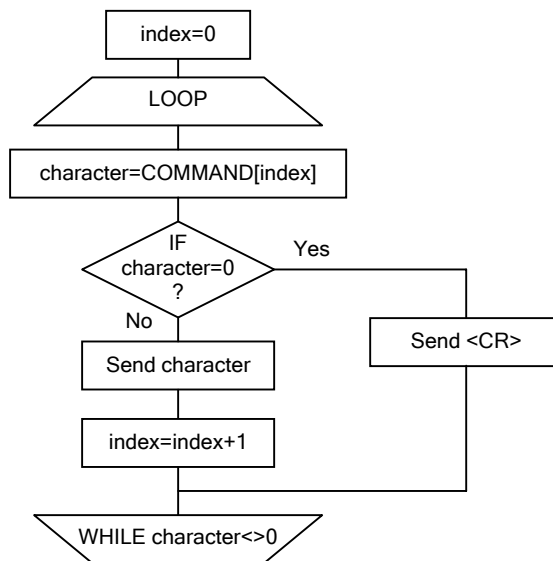 index=0
LOOP
character=COMMAND[index]
IF
character=0
?
Yes
No
Send character
Send <CR>
index=index+1
WHILE character<>0